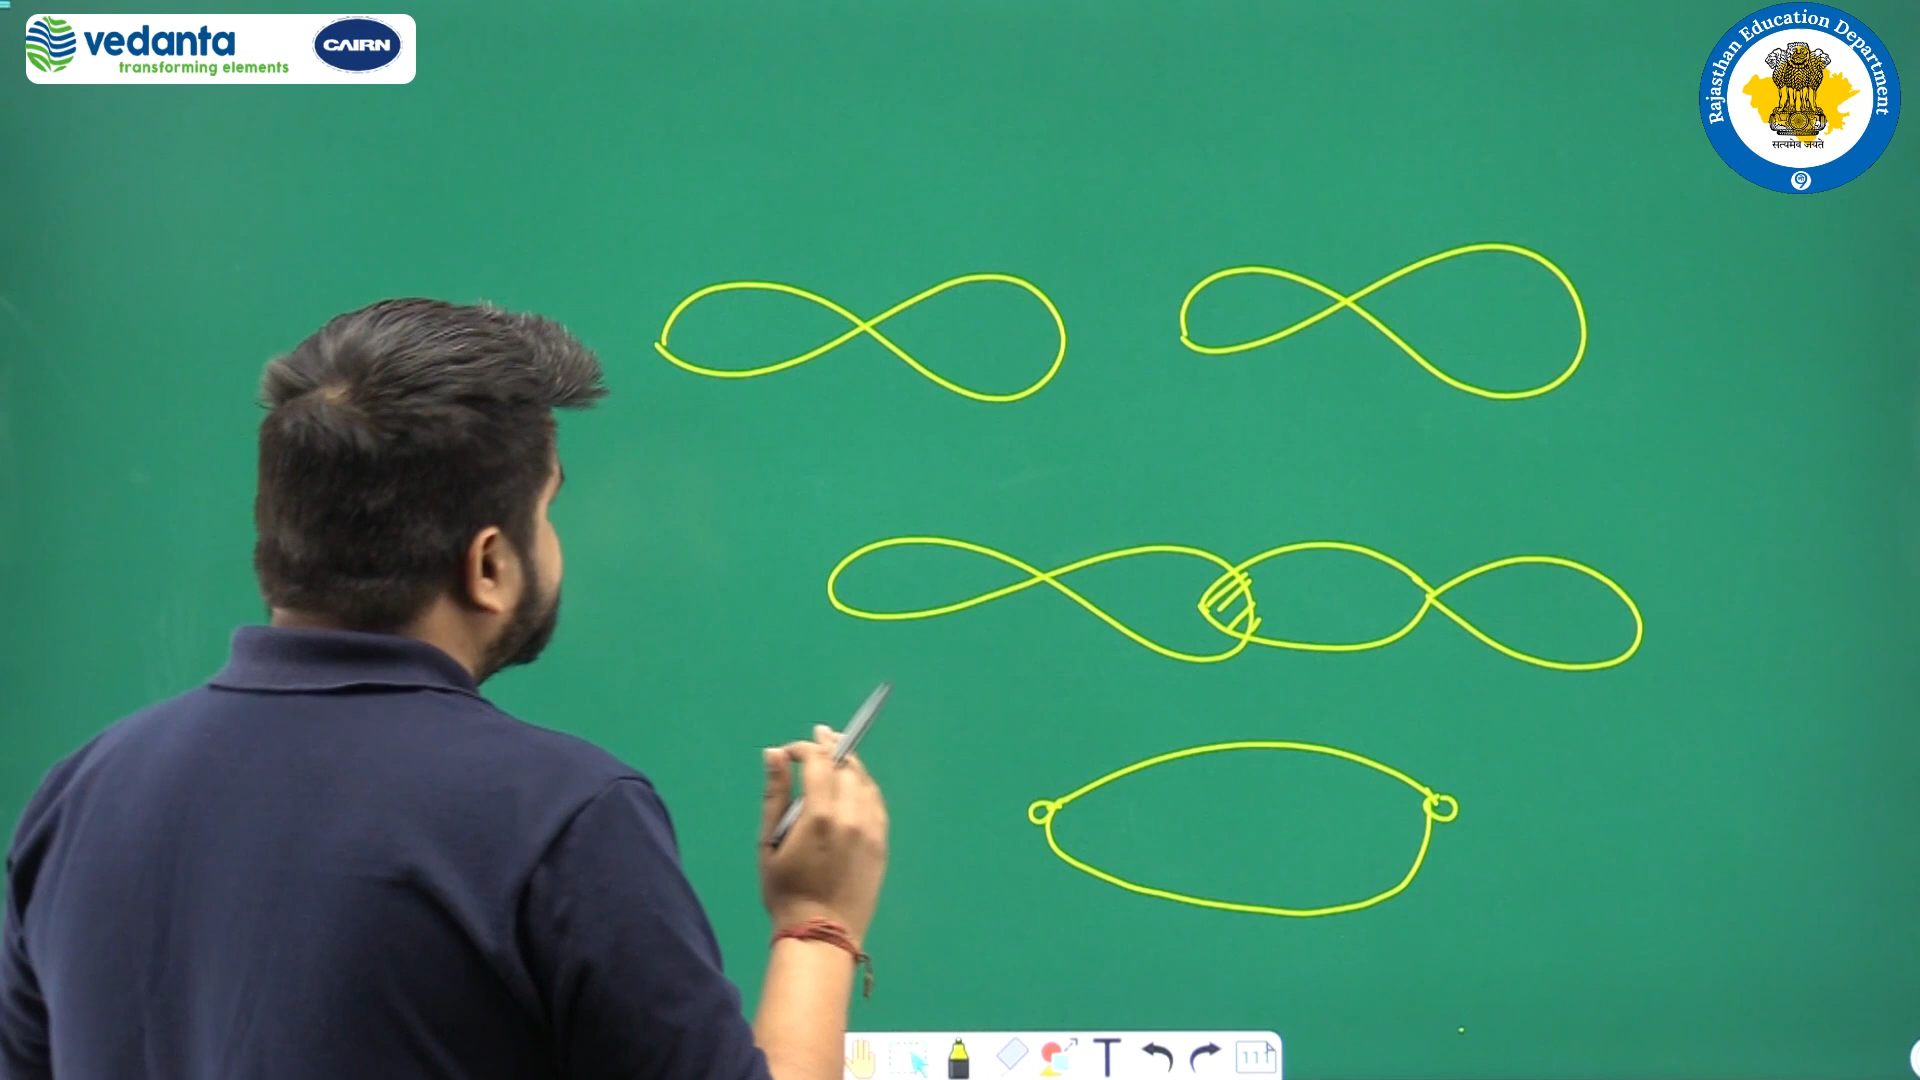 vedanta
transforming elements
CAIRN
Rajasthan Education Department
सत्यमेव जयते
T